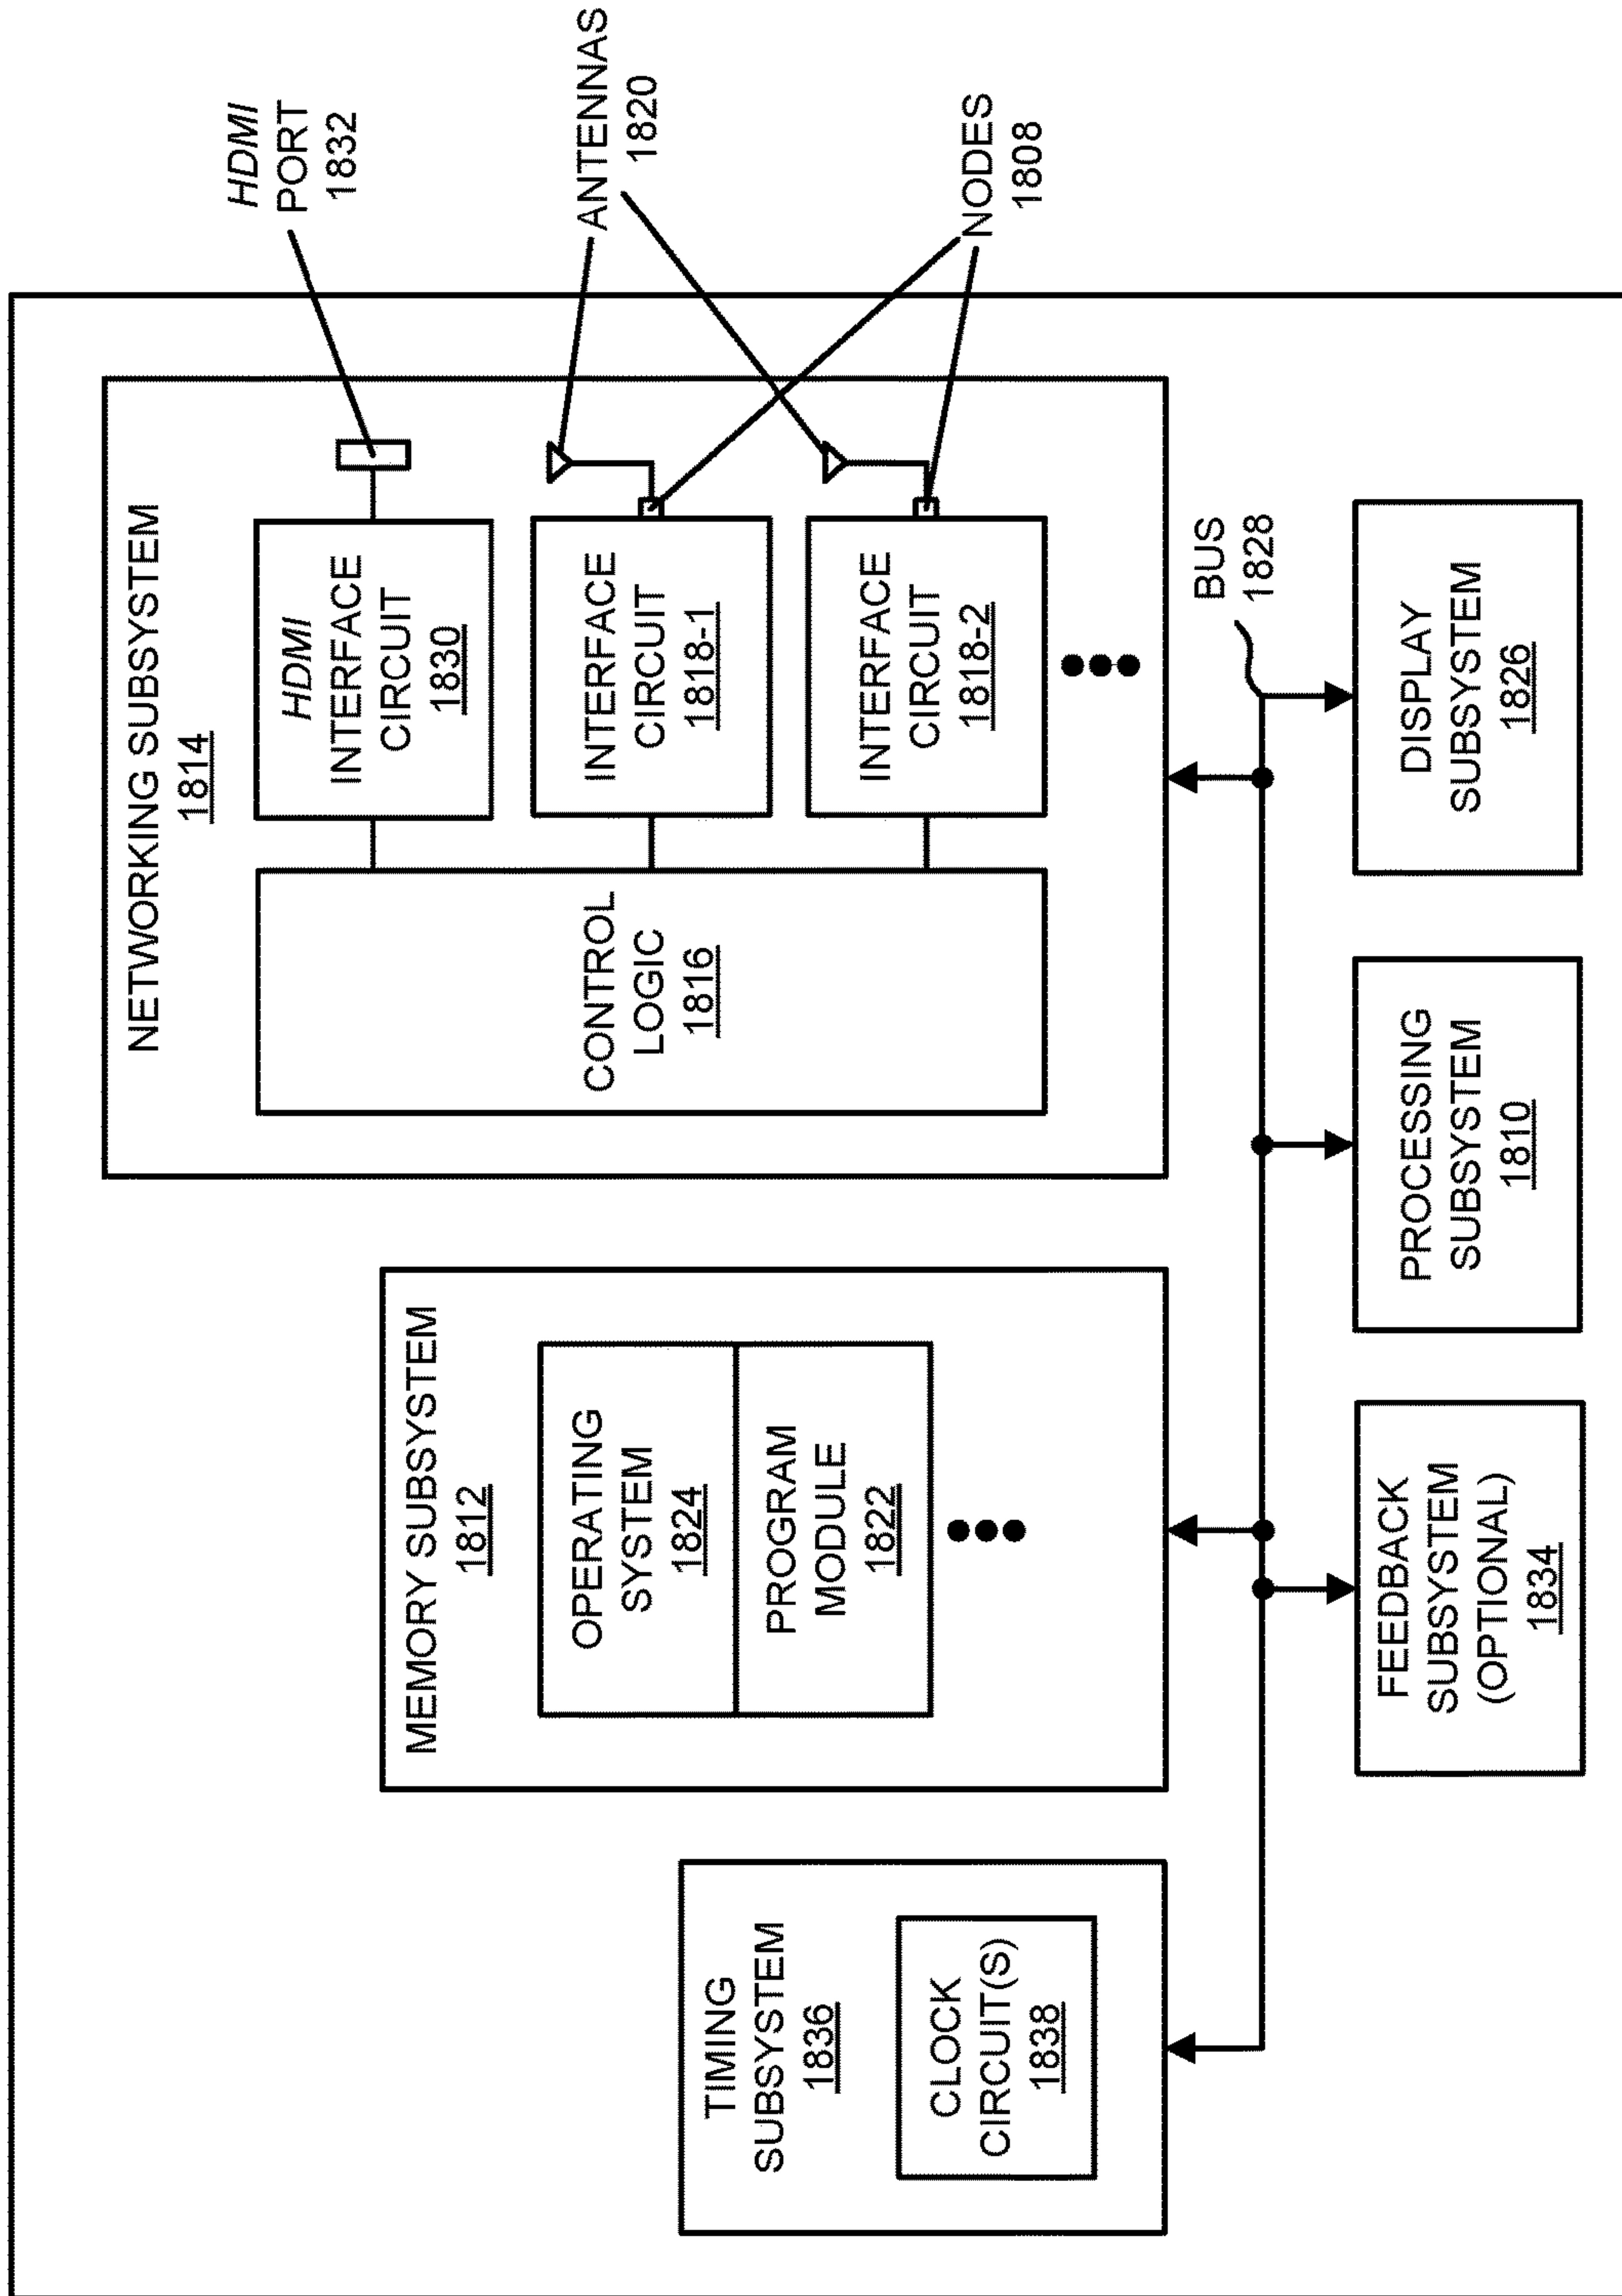 NETWORKING SUBSYSTEM
1814
HDMI
PORT
1832
HDMI
INTERFACE
CIRCUIT
1830
ANTENNAS
1820
CONTROL
LOGIC
1816
INTERFACE
CIRCUIT
1818-1
INTERFACE
CIRCUIT
1818-2
NODES
1808
MEMORY SUBSYSTEM
1812
OPERATING
SYSTEM
1824
PROGRAM
MODULE
1822
TIMING
SUBSYSTEM
1836
CLOCK
CIRCUIT(S)
1838
BUS
1828
FEEDBACK
SUBSYSTEM
(OPTIONAL)
1834
PROCESSING
SUBSYSTEM
1810
DISPLAY
SUBSYSTEM
1826